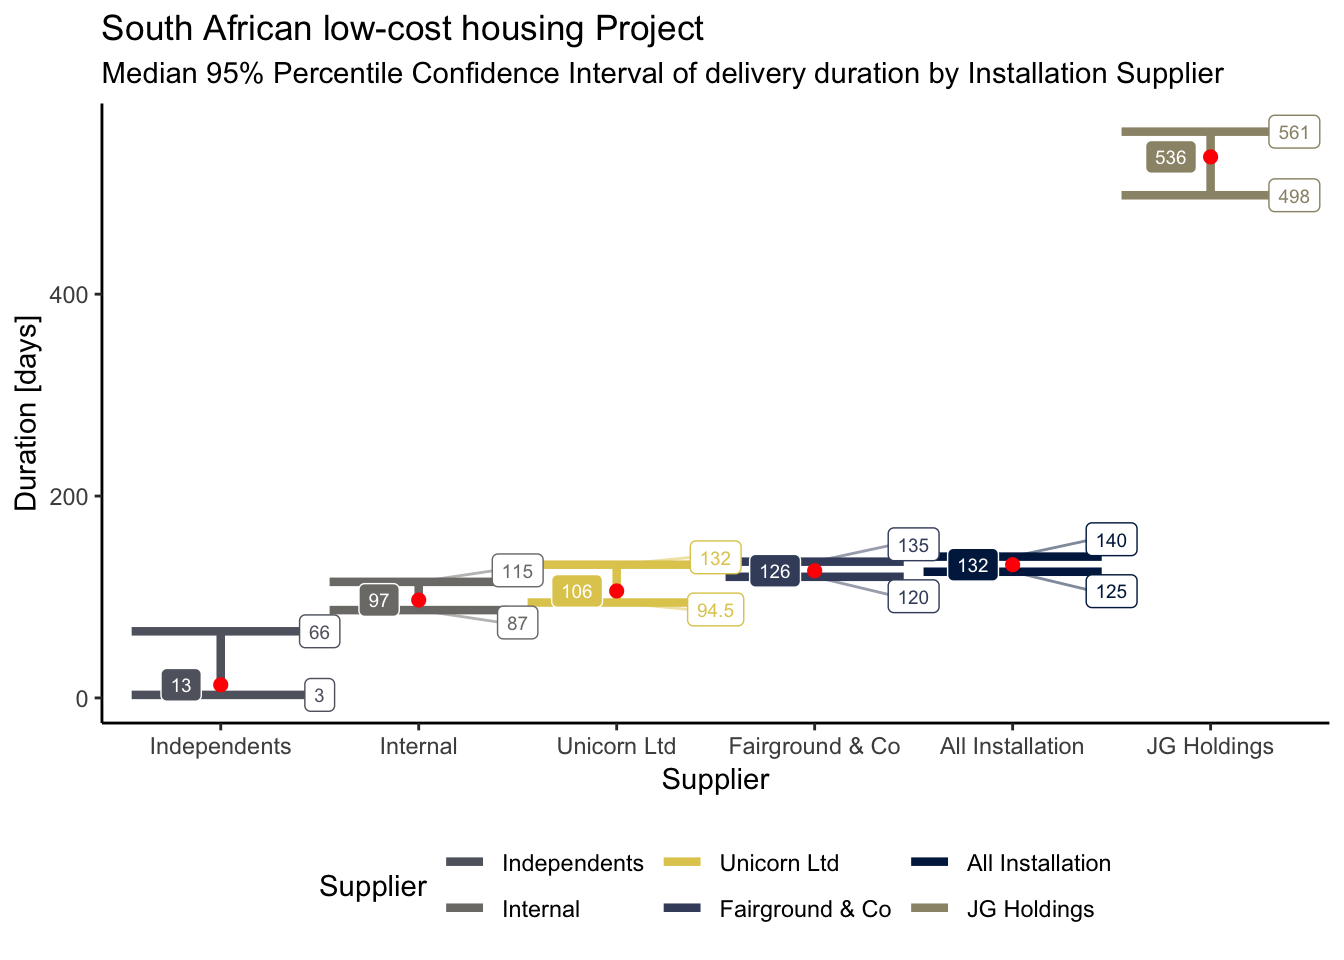 South African low-cost housing Project
Median 95% Percentile Confidence Interval of delivery duration by Installation Supplier
561
536
498
400
Duration [days]
200
140
135
132
132
126
125
120
115
106
97
94.5
87
66
13
3
0
Independents Internal Unicorn Ltd Fairground & Co All Installation JG Holdings
Supplier
Supplier
Independents Unicorn Ltd All Installation
Internal Fairground & Co JG Holdings